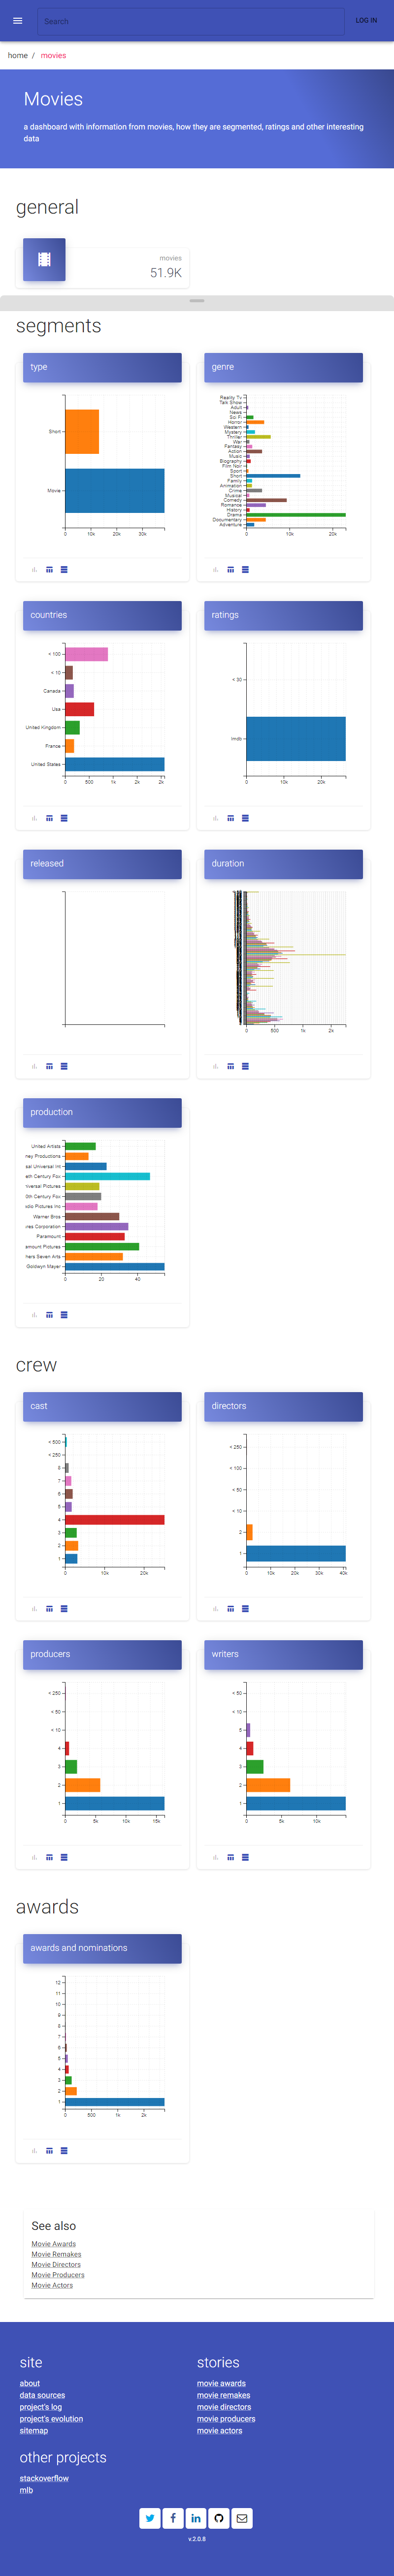 Search
LOG IN
home / movies
Movies
a dashboard with information from movies, how they are segmented, ratings and other interesting
data
general
movies
51.9K
segments
type
Short
Movie
0 10k 20k 30k
genre
Reality Tv
Talk Show
Adult
News
Sci Fi
Horror
Western
Mystery
Thriller
War
Fantasy
Action
Music
Biography
Film Noir
Sport
Short
Family
Animation
Crime
Musical
Comedy
Romance
History
Drama
Documentary
Adventure
0 10k 20k
countries
< 100
< 10
Canada
Usa
United Kingdom
France
United States
0 500 1k 2k 2k
ratings
< 30
imdb
0 10k 20k
released
duration
0 500 1k 2k
production
United Artists
ney Productions
sal Universal Int
eth Century Fox
iversal Pictures
0th Century Fox
dio Pictures Inc
Warner Bros
res Corporation
Paramount
amount Pictures
hers Seven Arts
Goldwyn Mayer
0 20 40
crew
cast
< 500
< 250
8
7
6
5
4
3
2
1
0 10k 20k
directors
< 250
< 100
< 50
< 10
2
1
0 10k 20k 30k 40k
producers
< 250
< 50
< 10
4
3
2
1
0 5k 10k 15k
writers
< 50
< 10
5
4
3
2
1
0 5k 10k
awards
awards and nominations
12
11
10
9
8
7
6
5
4
3
2
1
0 500 1k 2k
See also
Movie Awards
Movie Remakes
Movie Directors
Movie Producers
Movie Actors
site
about
data sources
project's log
project's evolution
sitemap
stories
movie awards
movie remakes
movie directors
movie producers
movie actors
other projects
stackoverflow
mlb
v.2.0.8